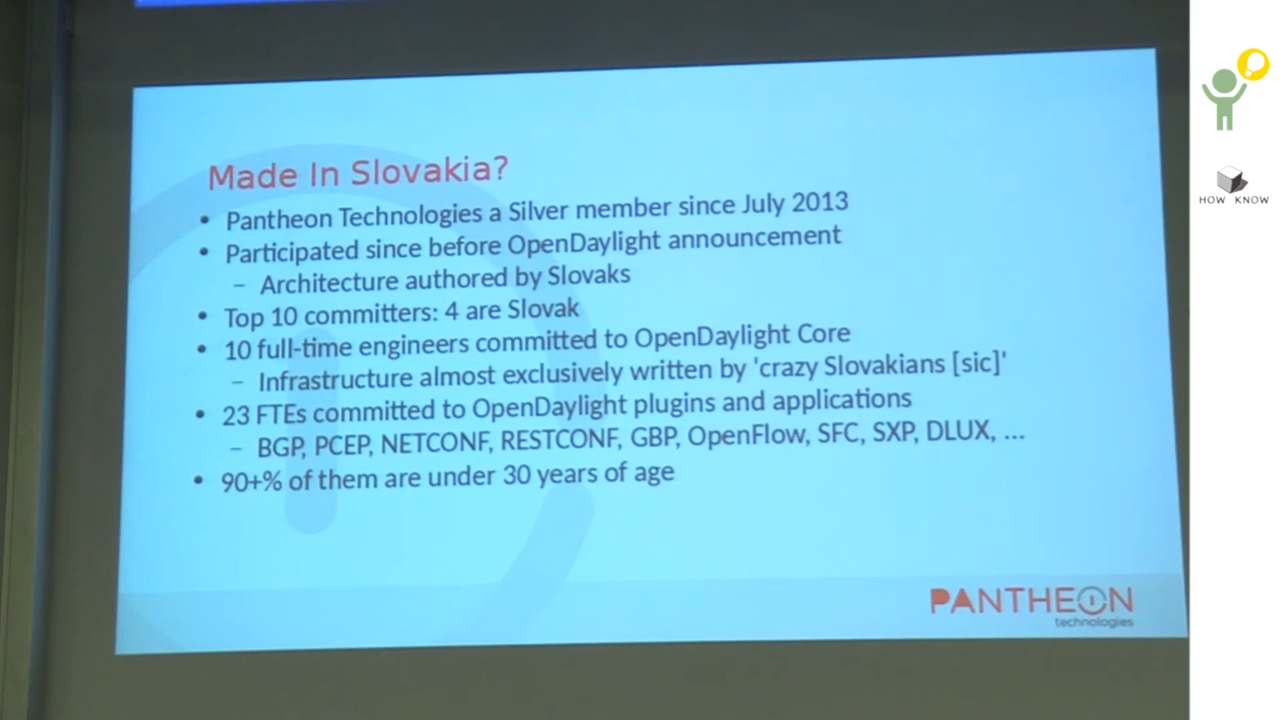 Made In Slovakia?
• Pantheon Technologies a Silver member since July 2013
• Participated since before OpenDaylight announcement
– Architecture authored by Slovaks
• Top 10 committers: 4 are Slovak
• 10 full-time engineers committed to OpenDaylight Core
– Infrastructure almost exclusively written by 'crazy Slovakians [sic]'
• 23 FTEs committed to OpenDaylight plugins and applications
– BGP, PCEP, NETCONF, RESTCONF, GBP, OpenFlow, SFC, SXP, DLUX, ...
• 90+% of them are under 30 years of age
PANTHEON
technologies
HOW KNOW